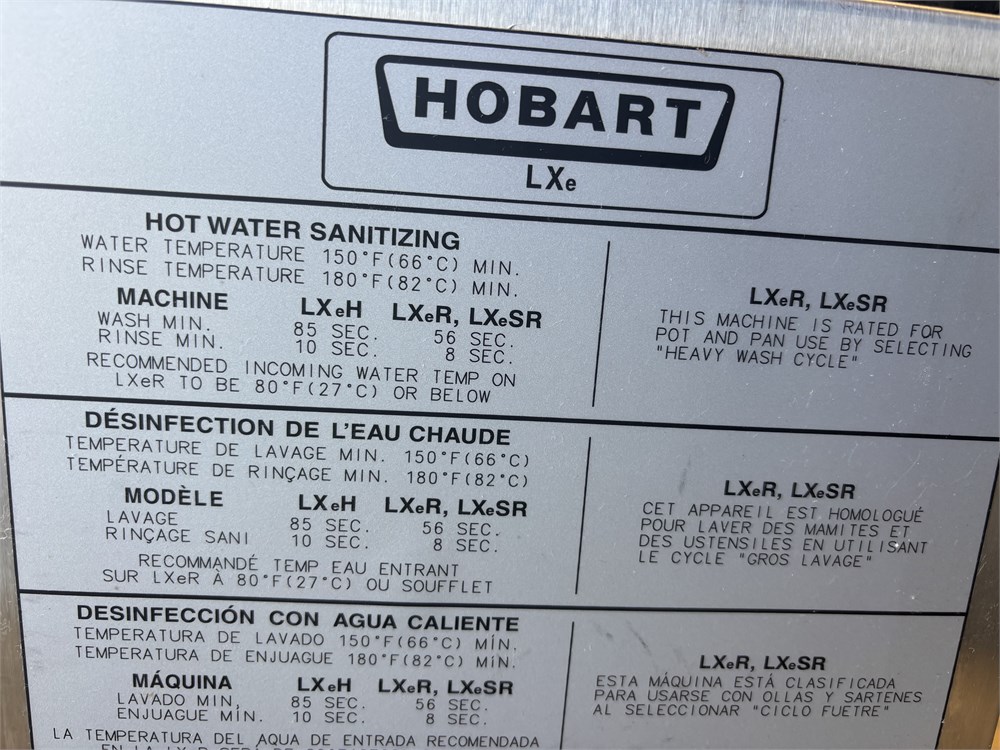 HOBART
LXe
HOT WATER SANITIZING
WATER TEMPERATURE 150°F(66°C) MIN.
RINSE TEMPERATURE 180°F(82°C) MIN.
MACHINE LXeH LXeR, LXeSR
WASH MIN. 85 SEC. 56 SEC.
RINSE MIN. 10 SEC. 8 SEC.
RECOMMENDED INCOMING WATER TEMP ON
LXeR TO BE 80°F(27°C) OR BELOW
LXeR, LXeSR
THIS MACHINE IS RATED FOR
POT AND PAN USE BY SELECTING
"HEAVY WASH CYCLE"
DÉSINFECTION DE L'EAU CHAUDE
TEMPERATURE DE LAVAGE MIN. 150°F(66°C)
TEMPÉRATURE DE RINÇAGE MIN. 180°F(82°C)
MODÈLE LXeH LXeR, LXeSR
LAVAGE 85 SEC. 56 SEC.
RINÇAGE SANI 10 SEC. 8 SEC.
RECOMMANDÉ TEMP EAU ENTRANT
SUR LXeR À 80°F(27°C) OU SOUFFLET
LXeR, LXeSR
CET APPAREIL EST HOMOLOGUÉ
POUR LAVER DES MAMITES ET
DES USTENSILES EN UTILISANT
LE CYCLE "GROS LAVAGE"
DESINFECCIÓN CON AGUA CALIENTE
TEMPERATURA DE LAVADO 150°F(66°C) MÍN.
TEMPERATURA DE ENJUAGUE 180°F(82°C) MÍN.
MÁQUINA LXeH LXeR, LXeSR
LAVADO MIN. 85 SEC. 56 SEC.
ENJUAGUE MÍN. 10 SEC. 8 SEC.
LA TEMPERATURA DEL AGUA DE ENTRADA RECOMENDADA
LXeR, LXeSR
ESTA MÁQUINA ESTÁ CLASIFICADA
PARA USARSE CON OLLAS Y SARTENES
AL SELECCIONAR "CICLO FUETRE"